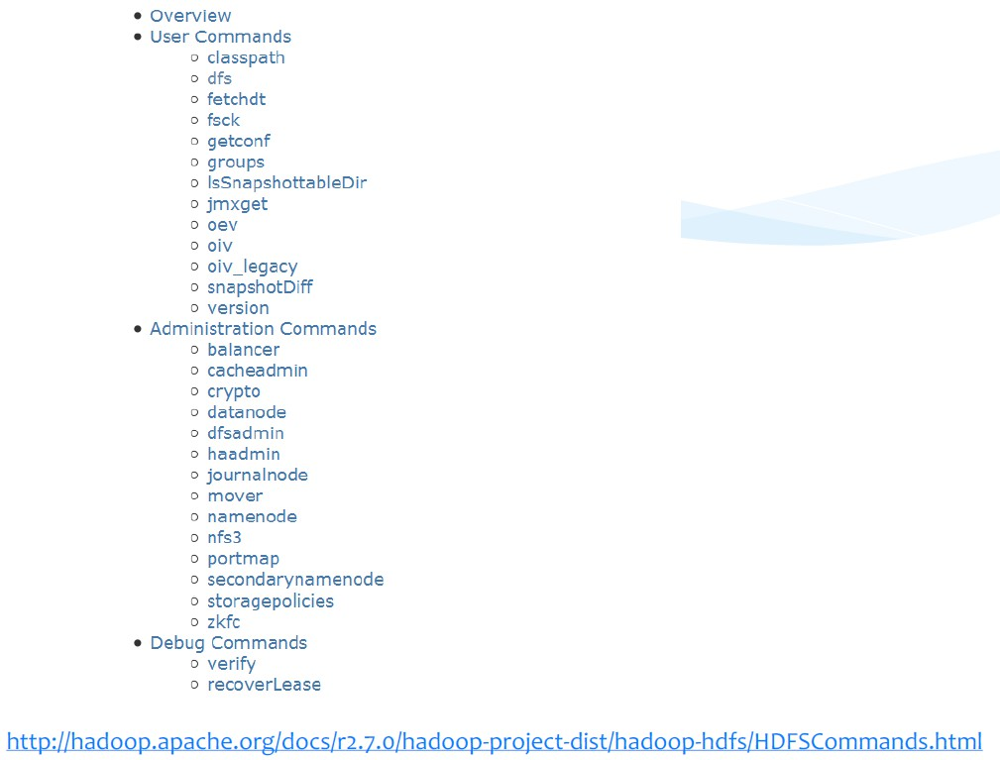 Overview
User Commands
classpath
dfs
fetchdt
fsck
getconf
groups
lsSnapshottableDir
jmxget
oev
oiv
oiv_legacy
snapshotDiff
version
Administration Commands
balancer
cacheadmin
crypto
datanode
dfsadmin
haadmin
journalnode
mover
namenode
nfs3
portmap
secondarynamenode
storagepolicies
zkfc
Debug Commands
verify
recoverLease
http://hadoop.apache.org/docs/r2.7.0/hadoop-project-dist/hadoop-hdfs/HDFSCommands.html